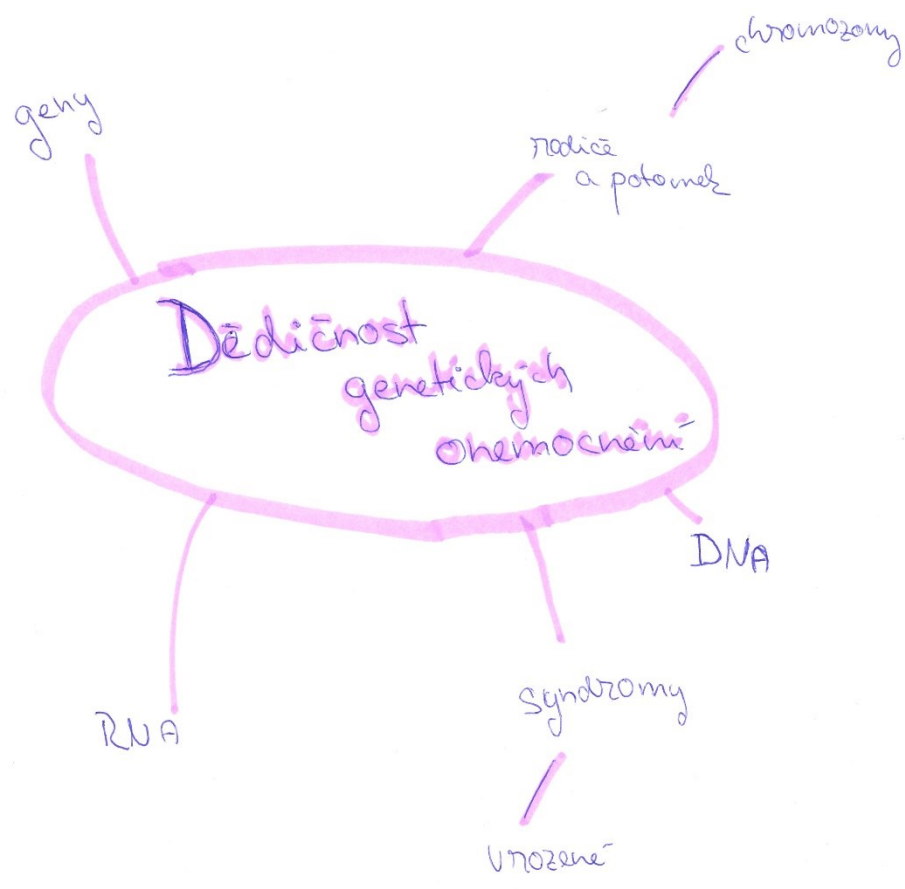 chromozomy
geny
rodiče
a potomek
Dědičnost
genetických
onemocnění
DNA
syndromy
RNA
vrozené